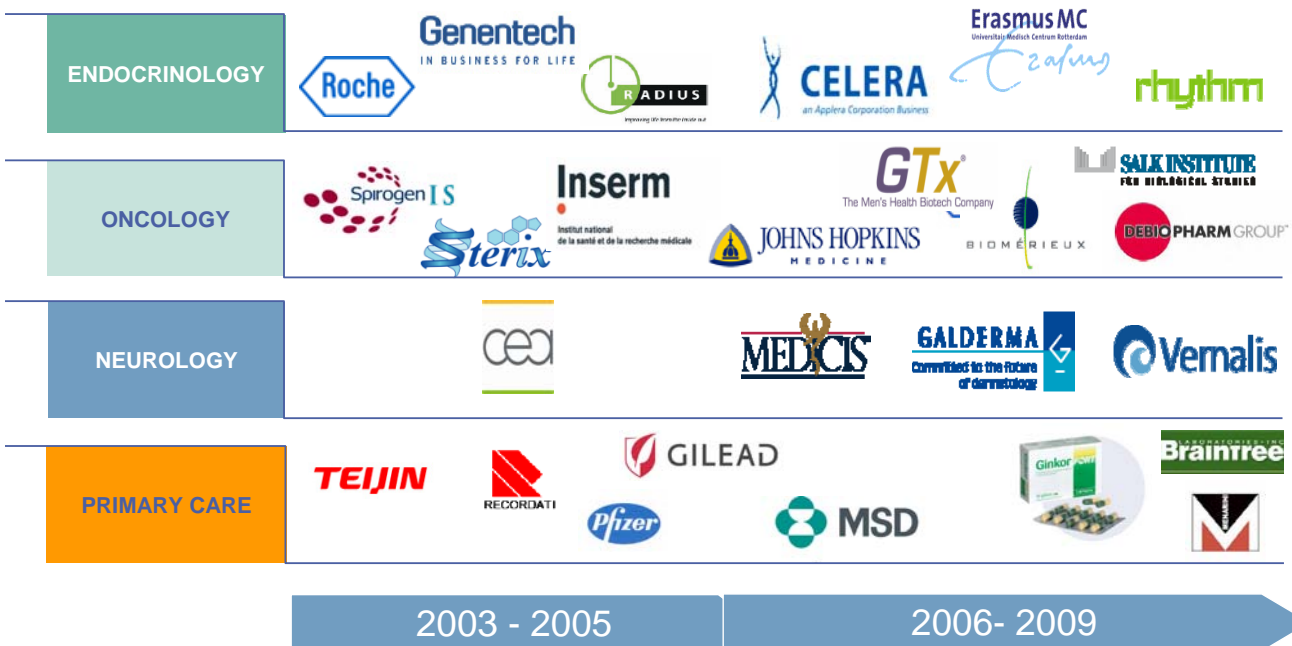 ENDOCRINOLOGY
Roche
Genentech
IN BUSINESS FOR LIFE
RADIUS
CELERA
an Applera Corporation Business
Erasmus MC
Universitair Medisch Centrum Rotterdam
Erasmus
rhythm
ONCOLOGY
Spirogen
IS
Sterix
Inserm
Institut national
de la santé et de la recherche médicale
GTx®
The Men's Health Biotech Company
JOHNS HOPKINS
MEDICINE
BIOMÉRIEUX
SALK INSTITUTE
FOR BIOLOGICAL STUDIES
DEBIOPHARM GROUP™
NEUROLOGY
cea
MEDICIS
GALDERMA
Committed to the future
of dermatology
Vernalis
PRIMARY CARE
TEIJIN
RECORDATI
GILEAD
Pfizer
MSD
Ginkor FORT
LABORATORIES·INC
Braintree
MENARINI
2003 - 2005
2006- 2009